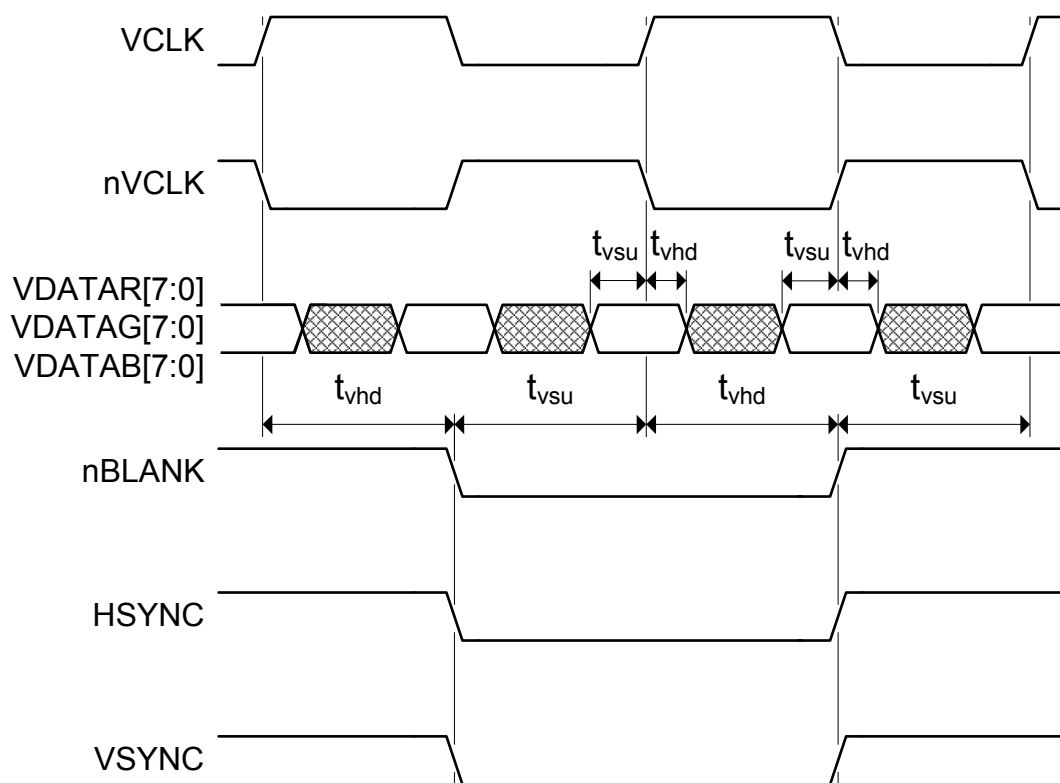 VCLK
nVCLK
tvsu tvhd tvsu tvhd
VDATAR[7:0]
VDATAG[7:0]
VDATAB[7:0]
tvhd tvsu tvhd tvsu
nBLANK
HSYNC
VSYNC